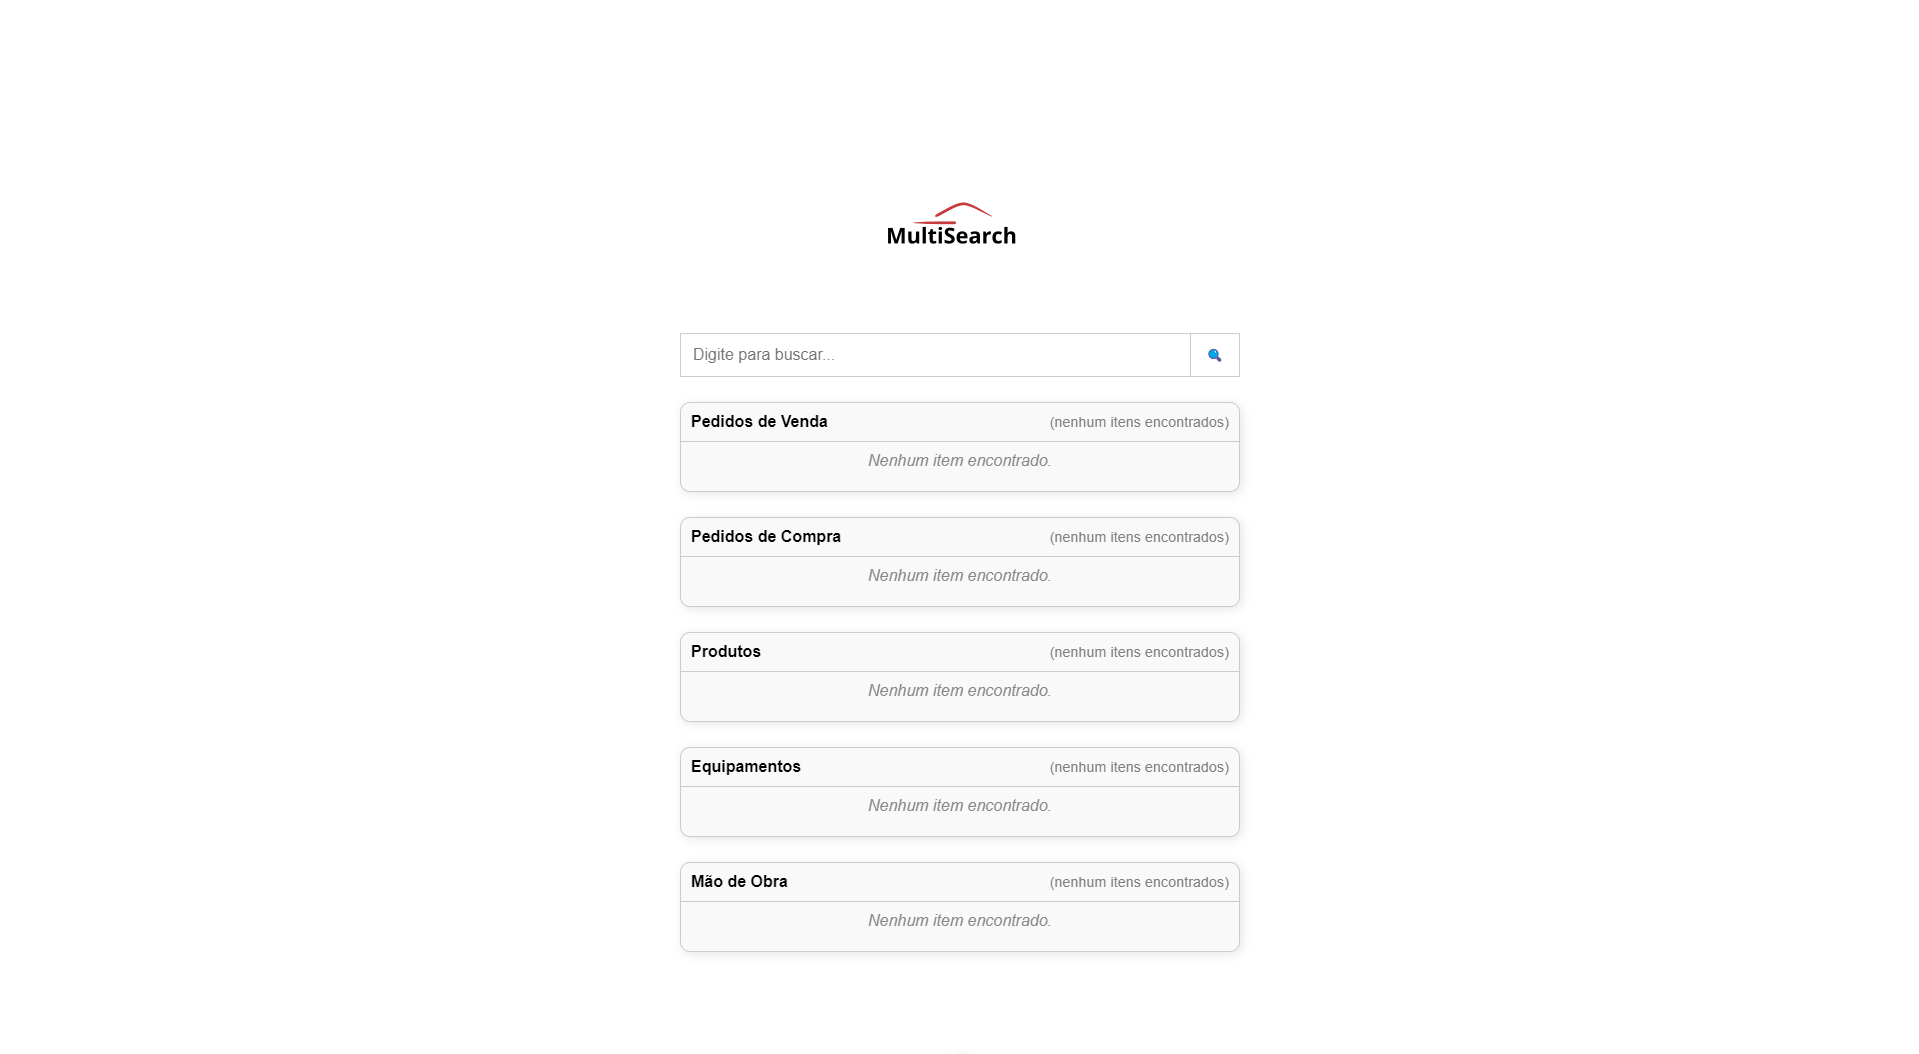 MultiSearch
Digite para buscar...
Pedidos de Venda (nenhum itens encontrados)
Nenhum item encontrado.
Pedidos de Compra (nenhum itens encontrados)
Nenhum item encontrado.
Produtos (nenhum itens encontrados)
Nenhum item encontrado.
Equipamentos (nenhum itens encontrados)
Nenhum item encontrado.
Mão de Obra (nenhum itens encontrados)
Nenhum item encontrado.